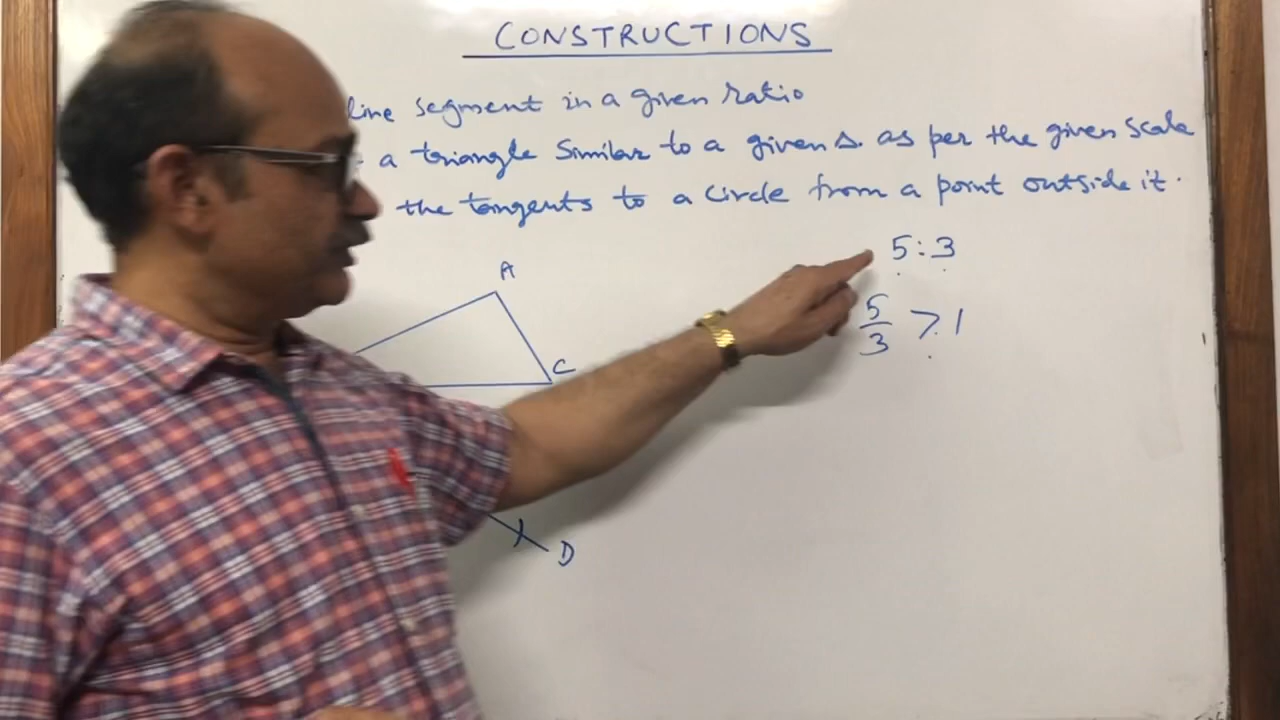 CONSTRUCTIONS
line segment in a given ratio
a triangle Similar to a given Δ. as per the given Scale
the tangents to a circle from a point outside it.
5:3
A
5
3 > 1
C
D